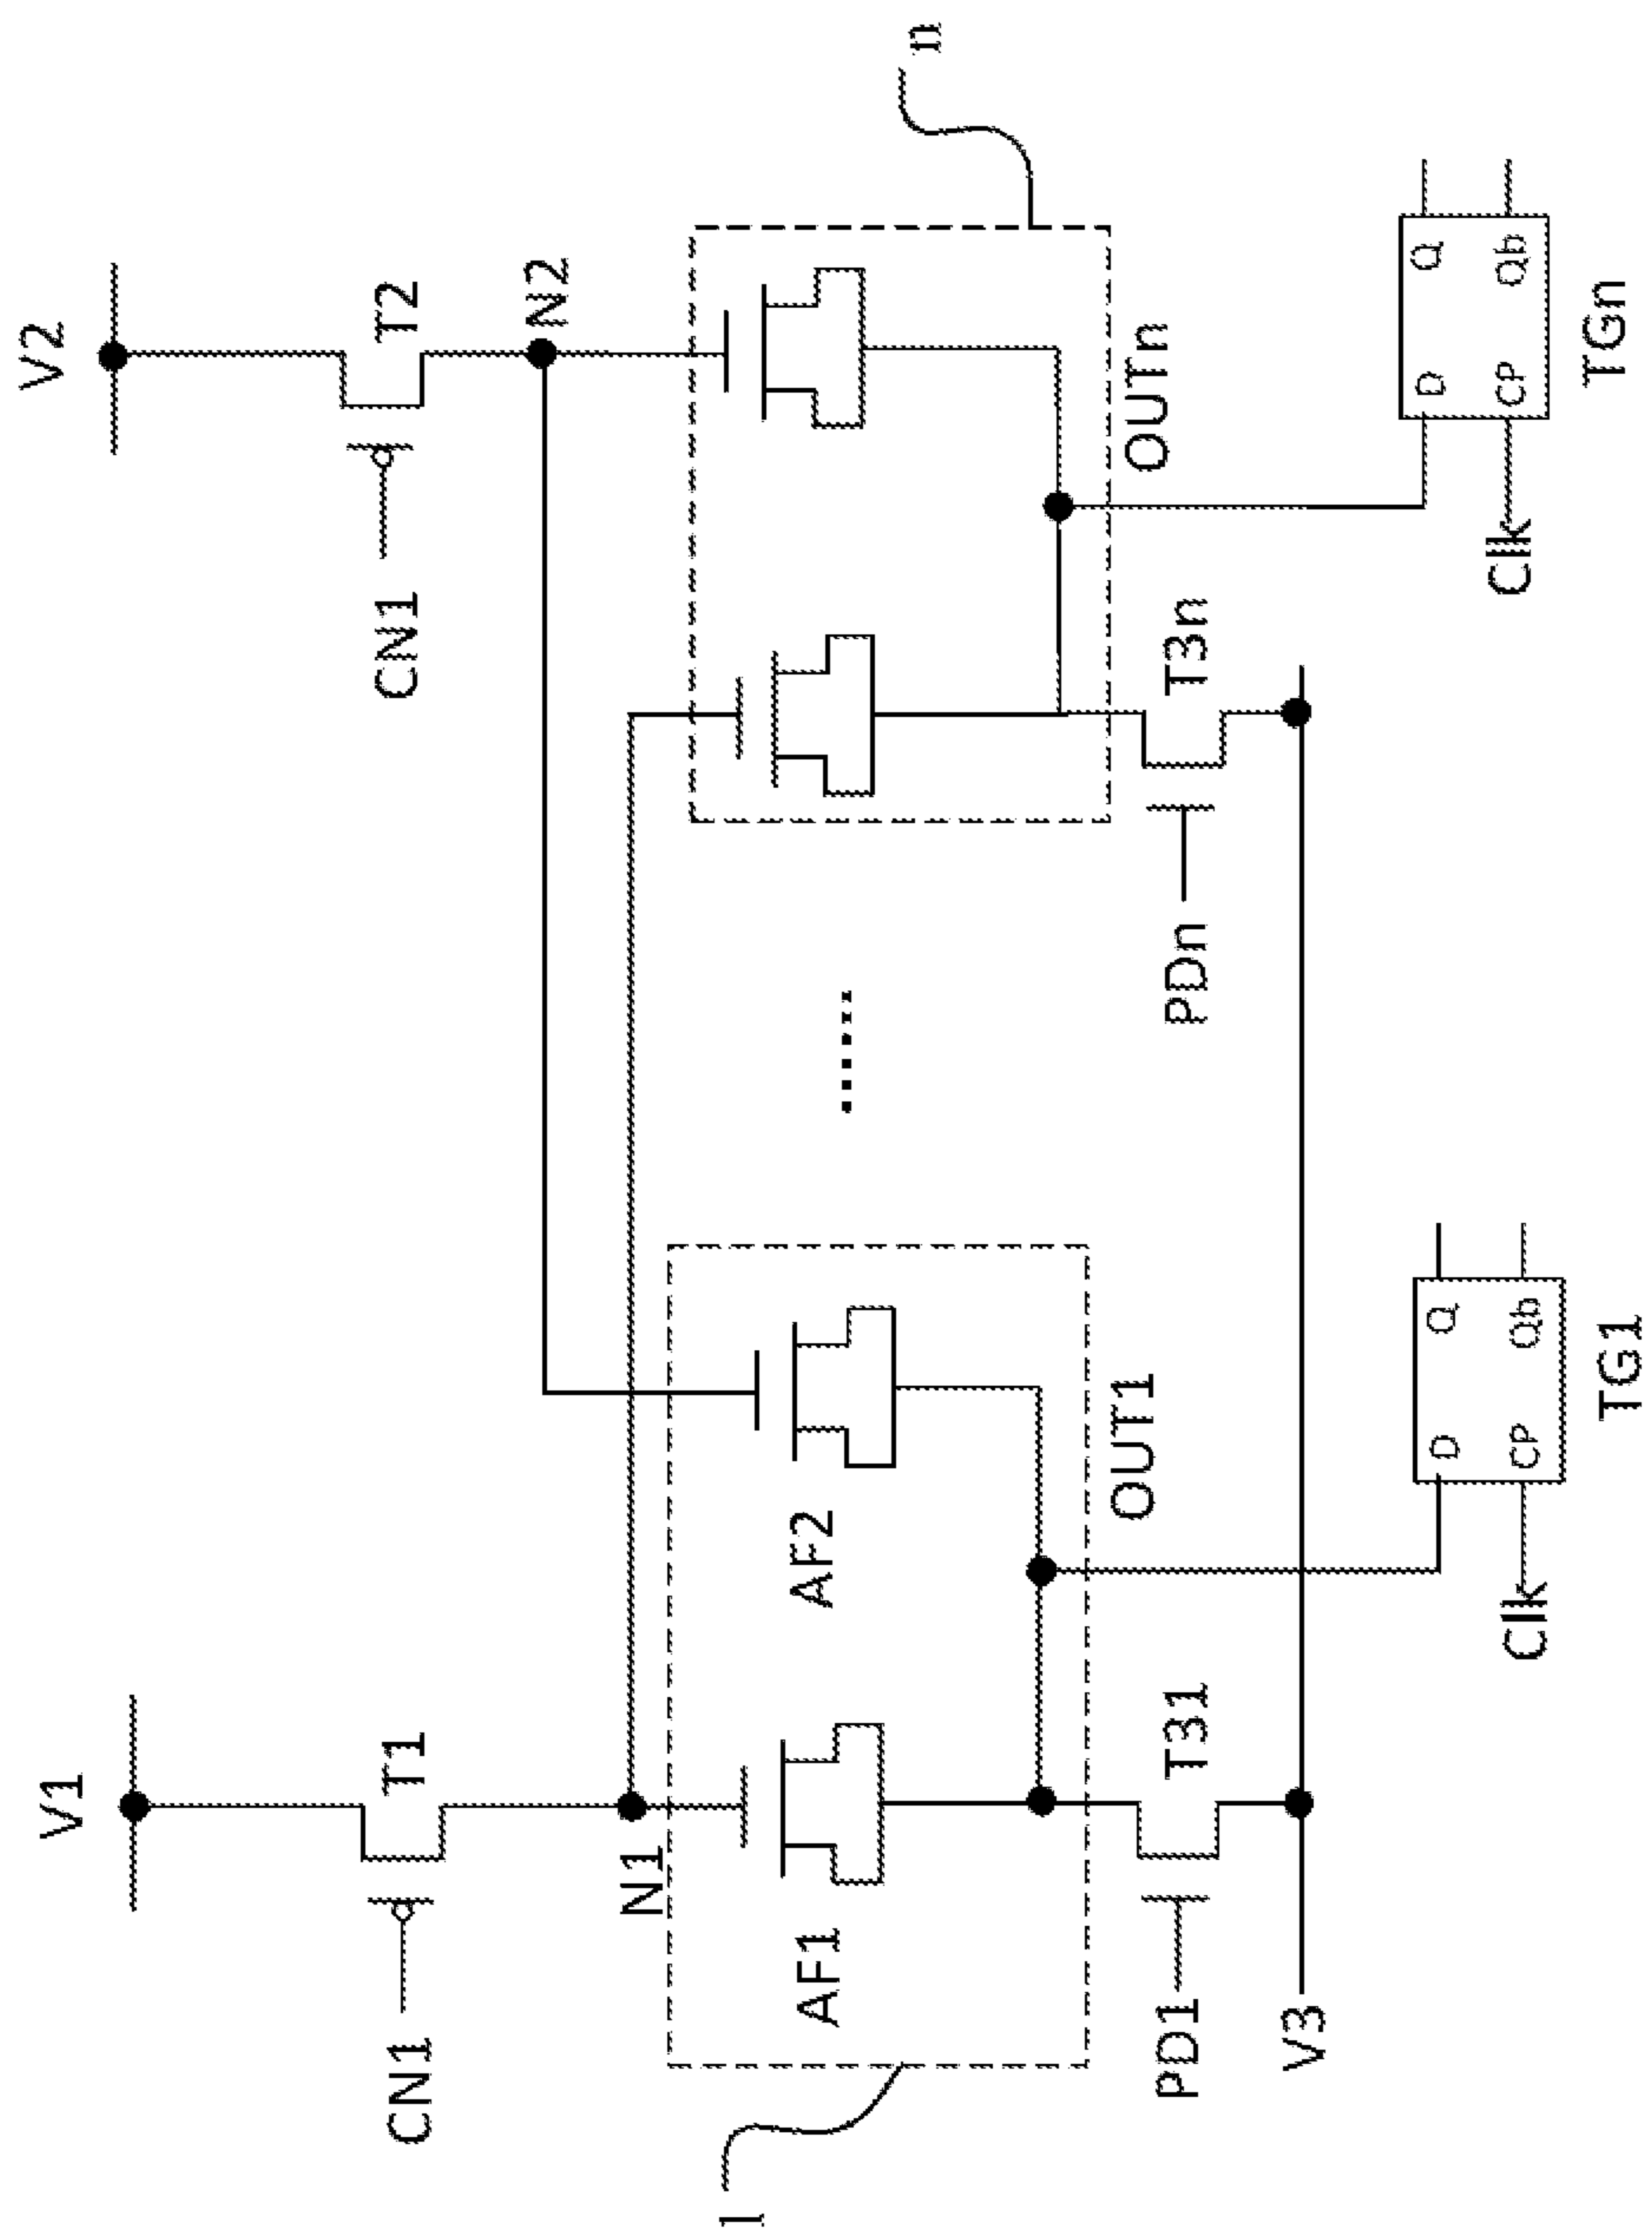 V1
V2
CN1
T1
CN1
T2
N1
N2
1
n
AF1
AF2
......
OUT1
OUTn
PD1
T31
PDn
T3n
V3
D
Q
CP
Qb
Clk
TG1
D
Q
CP
Qb
Clk
TGn